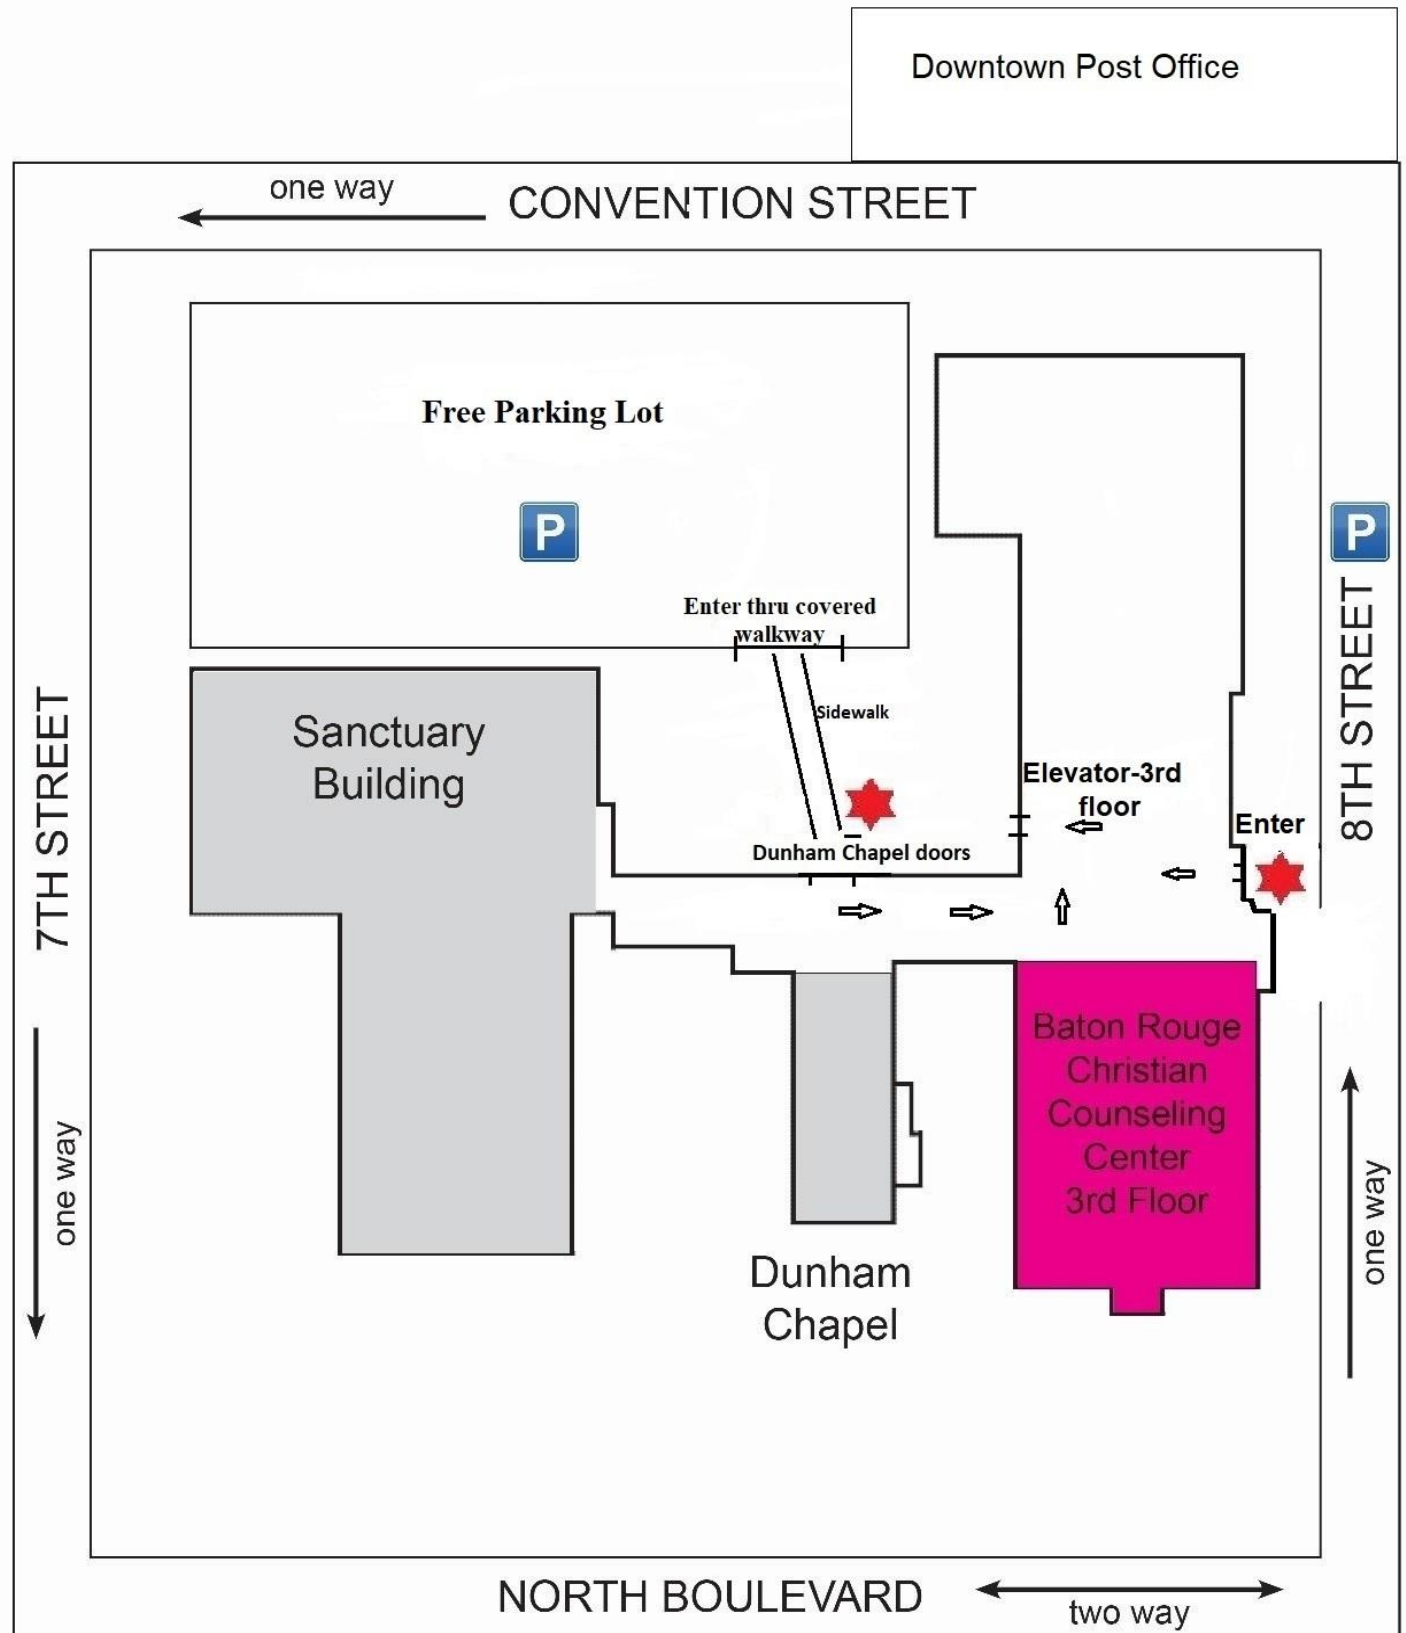 Downtown Post Office
one way
CONVENTION STREET
Free Parking Lot
P
P
Enter thru covered
walkway
Sidewalk
Sanctuary
Building
7TH STREET
8TH STREET
Elevator-3rd
floor
Enter
Dunham Chapel doors
Baton Rouge
Christian
Counseling
Center
3rd Floor
one way
one way
Dunham
Chapel
NORTH BOULEVARD
two way